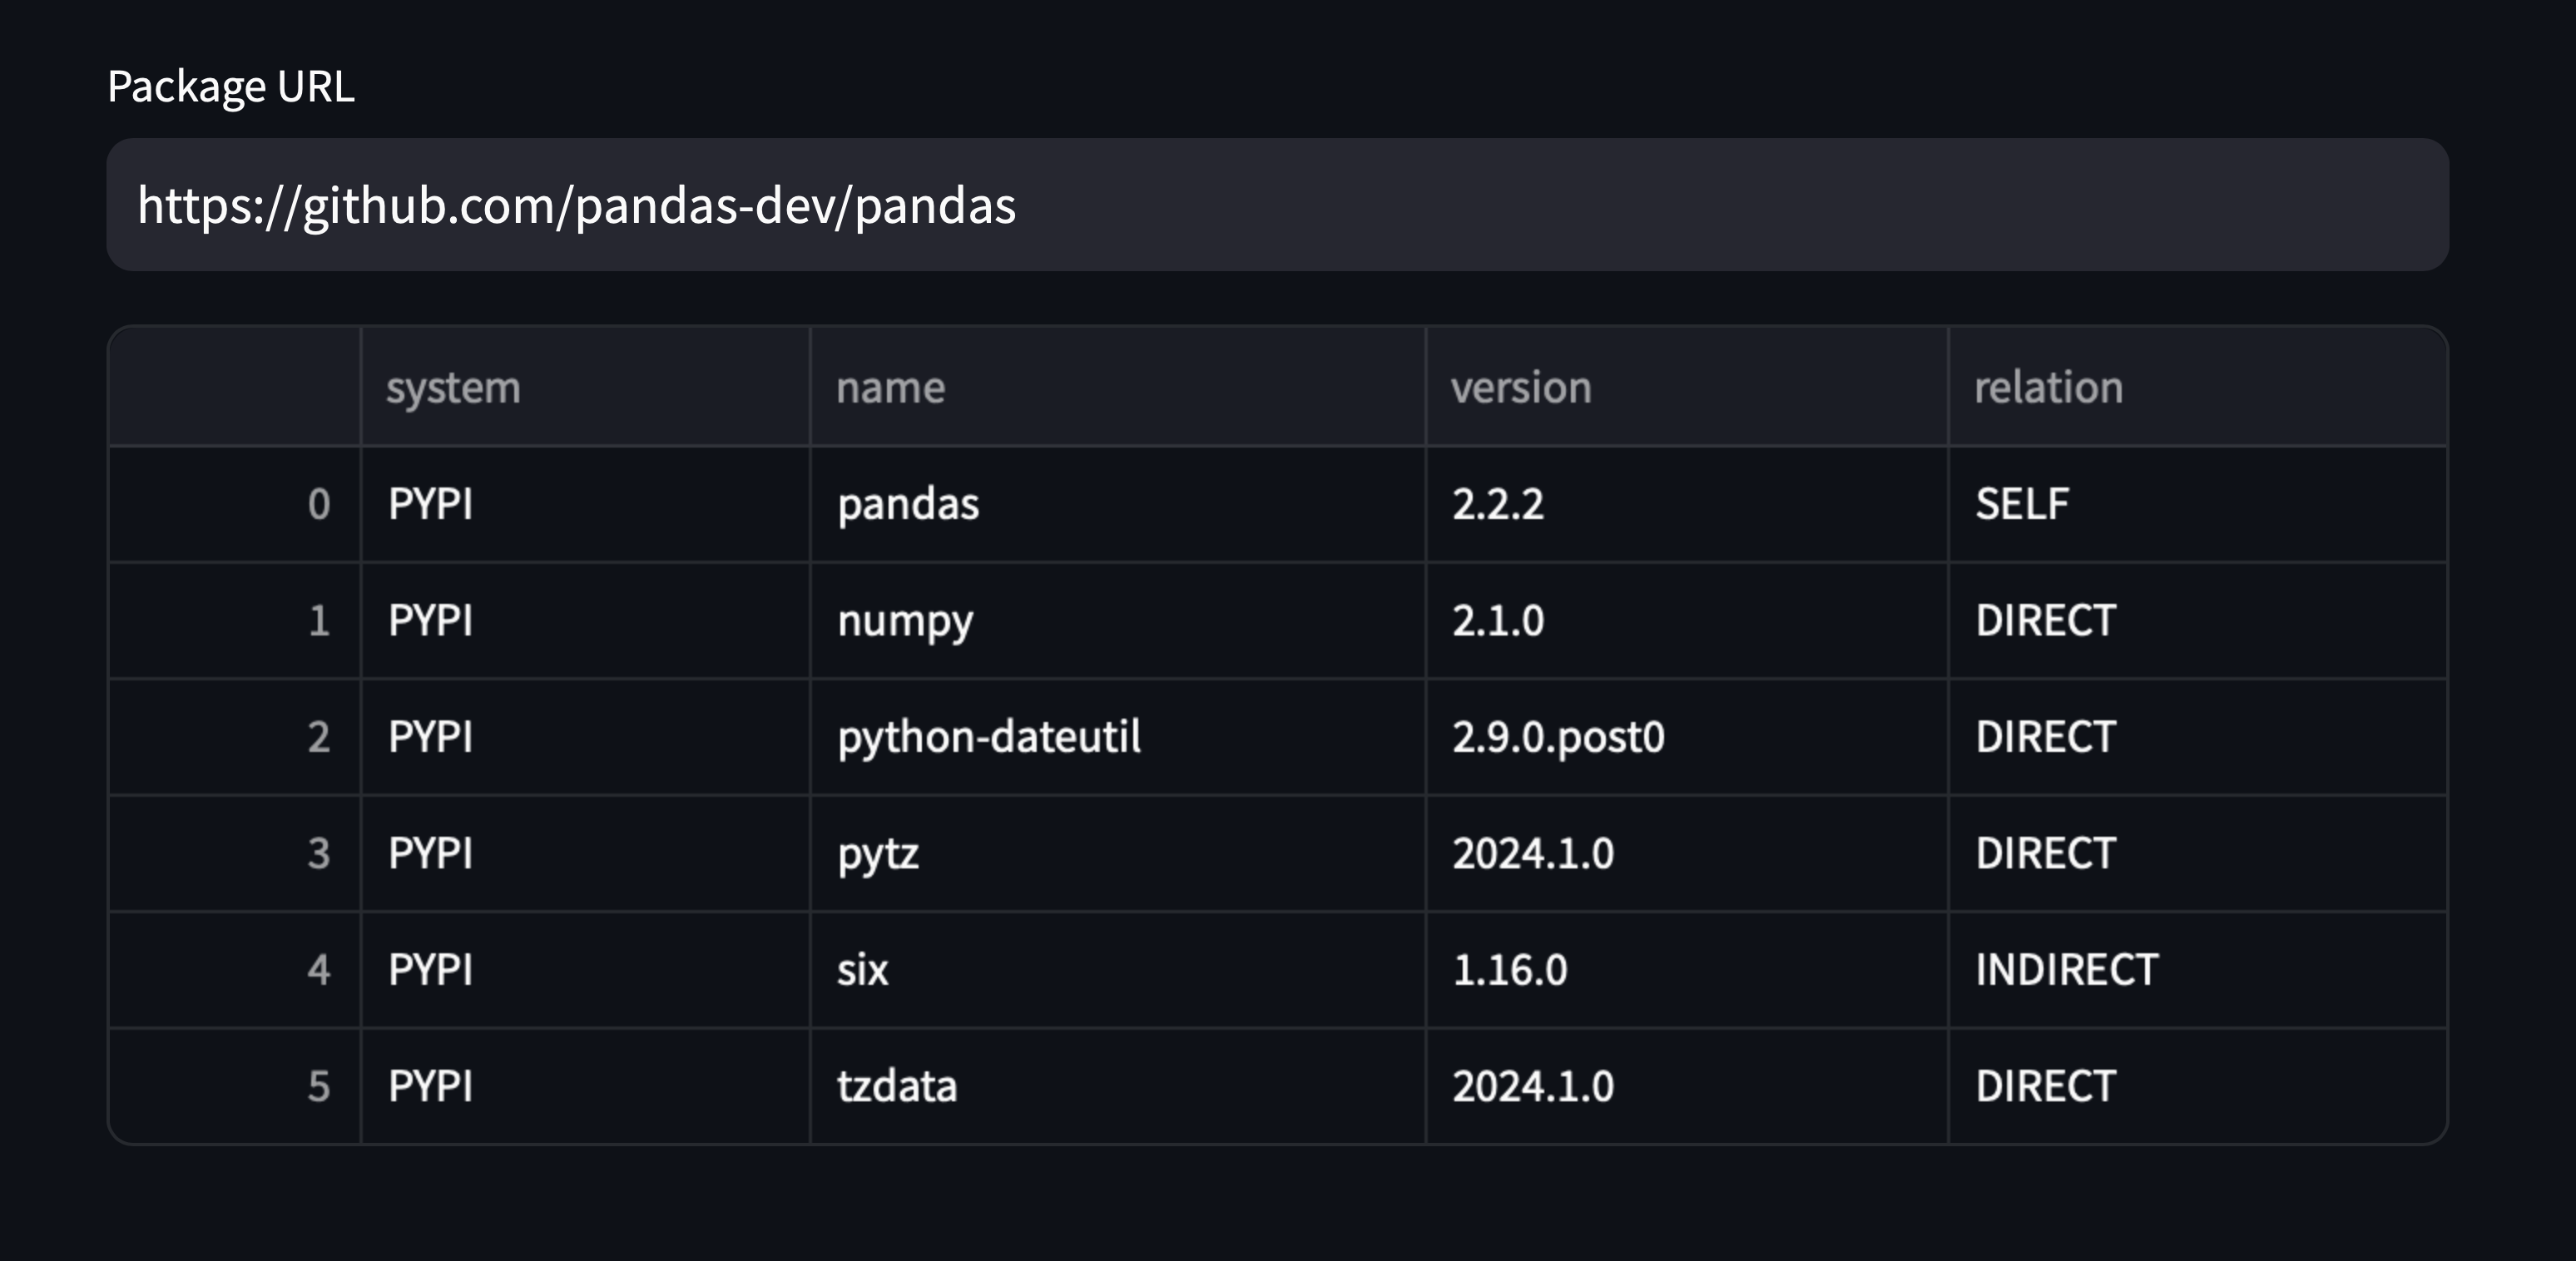 Package URL
https://github.com/pandas-dev/pandas
system name version relation
0 PYPI pandas 2.2.2 SELF
1 PYPI numpy 2.1.0 DIRECT
2 PYPI python-dateutil 2.9.0.post0 DIRECT
3 PYPI pytz 2024.1.0 DIRECT
4 PYPI six 1.16.0 INDIRECT
5 PYPI tzdata 2024.1.0 DIRECT